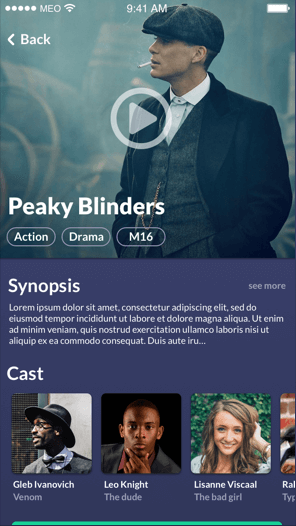 MEO 9:41 AM
Back
Peaky Blinders
Action Drama M16
Synopsis see more
Lorem ipsum dolor sit amet, consectetur adipiscing elit, sed do
eiusmod tempor incididunt ut labore et dolore magna aliqua. Ut enim
ad minim veniam, quis nostrud exercitation ullamco laboris nisi ut
aliquip ex ea commodo consequat. Duis aute iru...
Cast
Gleb Ivanovich Leo Knight Lisanne Viscaal Ral
Venom The dude The bad girl Typ